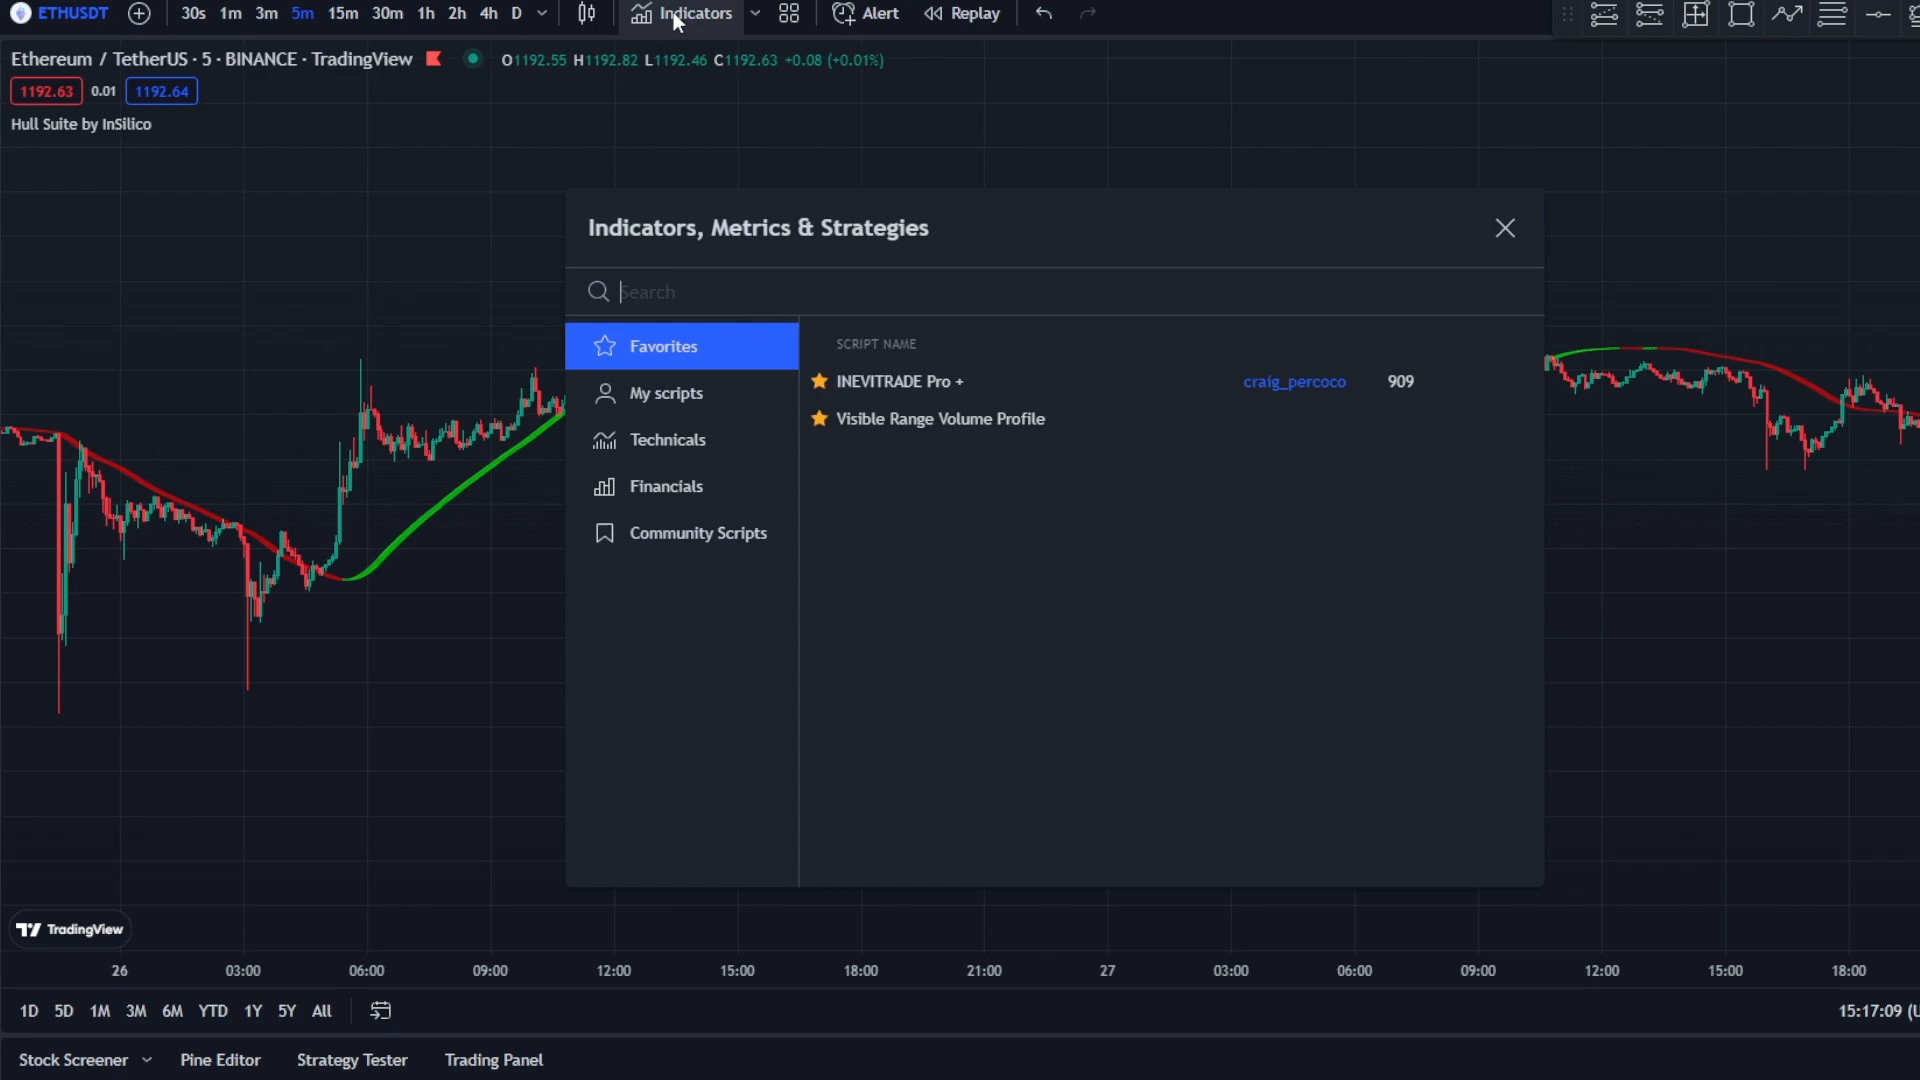 ETHUSDT 30s 1m 3m 5m 15m 30m 1h 2h 4h D Indicators Alert Replay
Ethereum / TetherUS · 5 · BINANCE · TradingView O1192.55 H1192.82 L1192.46 C1192.63 +0.08 (+0.01%)
1192.63 0.01 1192.64
Hull Suite by InSilico
Indicators, Metrics & Strategies
Search
Favorites
My scripts
Technicals
Financials
Community Scripts
SCRIPT NAME
INEVITRADE Pro + craig_percoco 909
Visible Range Volume Profile
TradingView
26 03:00 06:00 09:00 12:00 15:00 18:00 21:00 27 03:00 06:00 09:00 12:00 15:00 18:00
1D 5D 1M 3M 6M YTD 1Y 5Y All 15:17:09 (U
Stock Screener Pine Editor Strategy Tester Trading Panel